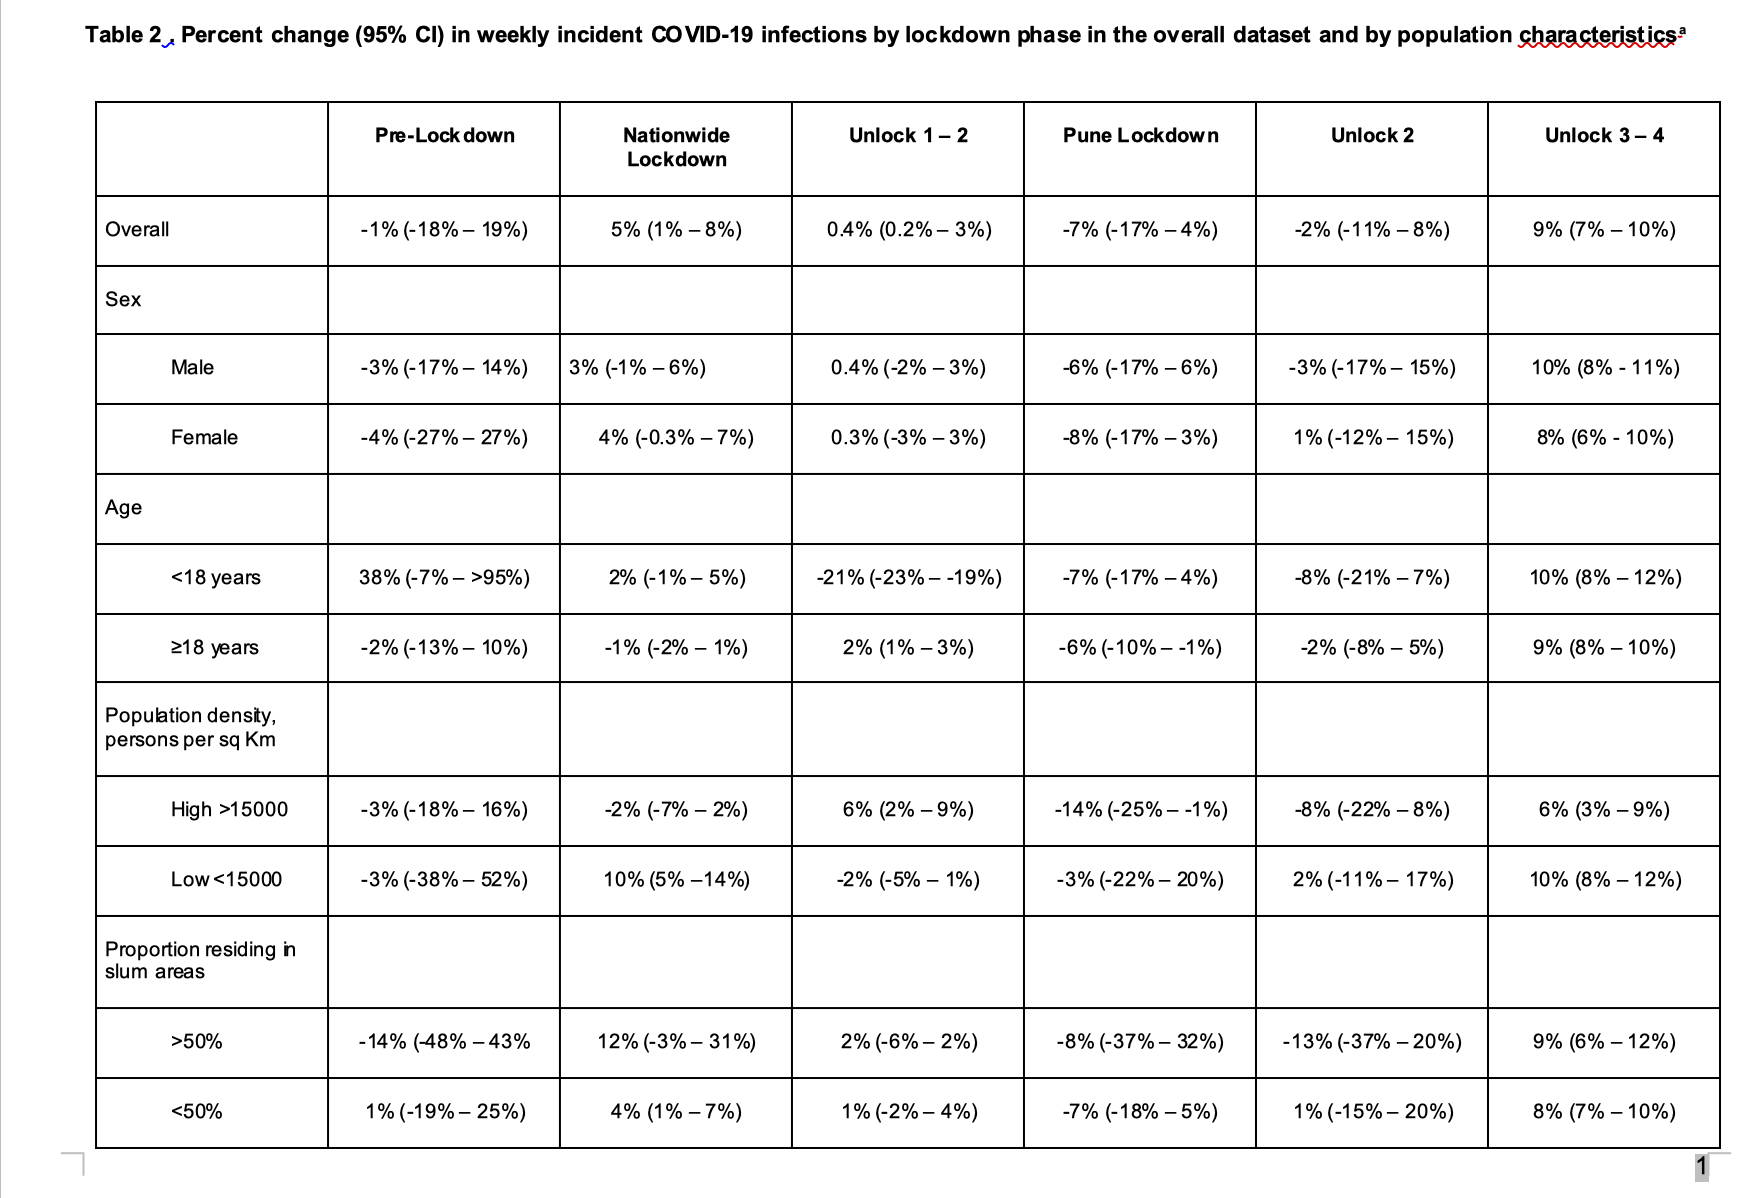 Table 2 . Percent change (95% CI) in weekly incident COVID-19 infections by lockdown phase in the overall dataset and by population characteristicsª
Pre-Lockdown Nationwide Lockdown Unlock 1 – 2 Pune Lockdown Unlock 2 Unlock 3 – 4
Overall -1% (-18% – 19%) 5% (1% – 8%) 0.4% (0.2% – 3%) -7% (-17% – 4%) -2% (-11% – 8%) 9% (7% – 10%)
Sex
Male -3% (-17% – 14%) 3% (-1% – 6%) 0.4% (-2% – 3%) -6% (-17% – 6%) -3% (-17% – 15%) 10% (8% - 11%)
Female -4% (-27% – 27%) 4% (-0.3% – 7%) 0.3% (-3% – 3%) -8% (-17% – 3%) 1% (-12% – 15%) 8% (6% - 10%)
Age
<18 years 38% (-7% – >95%) 2% (-1% – 5%) -21% (-23% – -19%) -7% (-17% – 4%) -8% (-21% – 7%) 10% (8% – 12%)
≥18 years -2% (-13% – 10%) -1% (-2% – 1%) 2% (1% – 3%) -6% (-10% – -1%) -2% (-8% – 5%) 9% (8% – 10%)
Population density,
persons per sq Km
High >15000 -3% (-18% – 16%) -2% (-7% – 2%) 6% (2% – 9%) -14% (-25% – -1%) -8% (-22% – 8%) 6% (3% – 9%)
Low <15000 -3% (-38% – 52%) 10% (5% –14%) -2% (-5% – 1%) -3% (-22% – 20%) 2% (-11% – 17%) 10% (8% – 12%)
Proportion residing in
slum areas
>50% -14% (-48% – 43% 12% (-3% – 31%) 2% (-6% – 2%) -8% (-37% – 32%) -13% (-37% – 20%) 9% (6% – 12%)
<50% 1% (-19% – 25%) 4% (1% – 7%) 1% (-2% – 4%) -7% (-18% – 5%) 1% (-15% – 20%) 8% (7% – 10%)
1